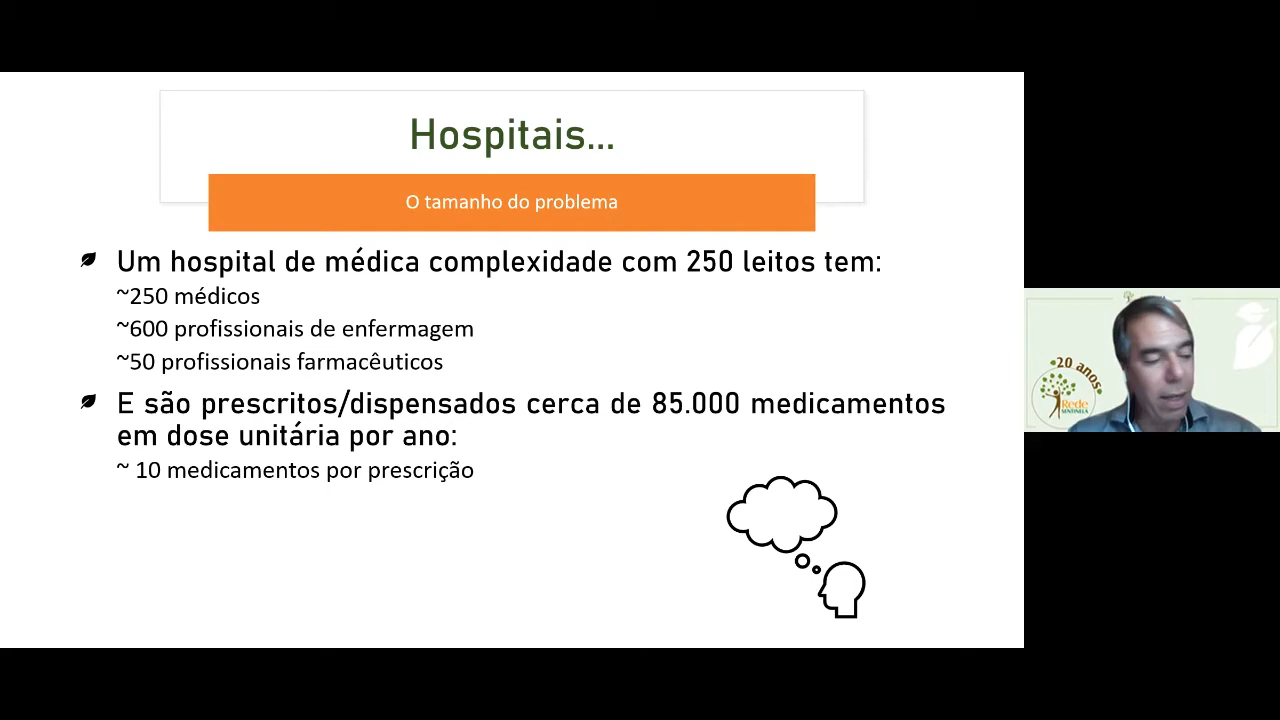 Hospitais...
O tamanho do problema
Um hospital de médica complexidade com 250 leitos tem:
~250 médicos
~600 profissionais de enfermagem
~50 profissionais farmacêuticos
E são prescritos/dispensados cerca de 85.000 medicamentos
em dose unitária por ano:
~ 10 medicamentos por prescrição
20 anos
Rede
SENTINELA